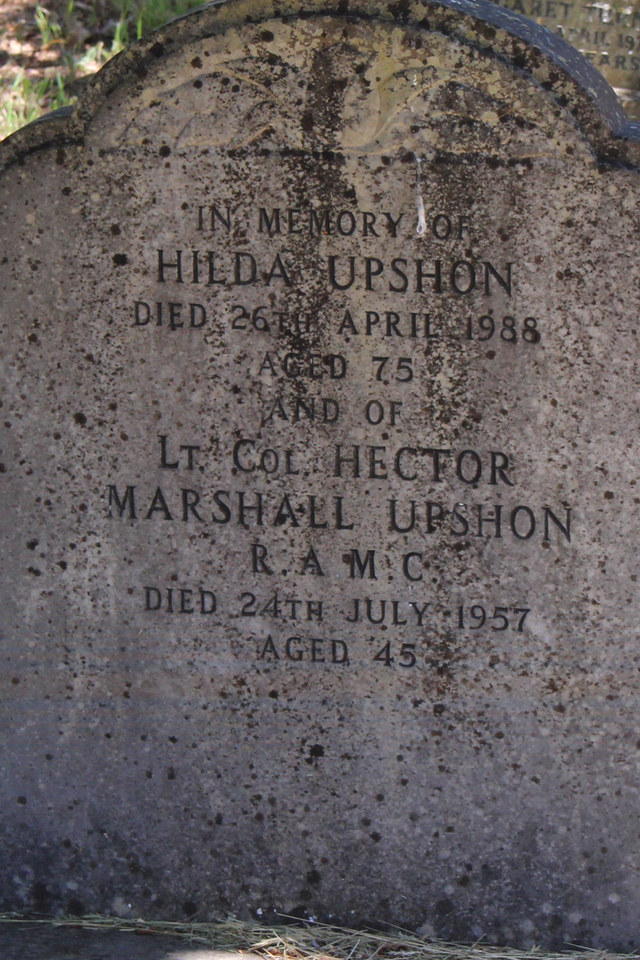 IN MEMORY OF
HILDA UPSHON
DIED 26TH APRIL 1988
AGED 75
AND OF
LT. COL. HECTOR
MARSHALL UPSHON
R.A.M.C
DIED 24TH JULY 1957
AGED 45
APRIL